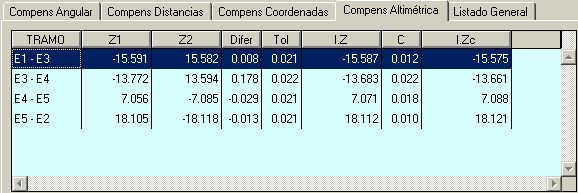 Compens Angular Compens Distancias Compens Coordenadas Compens Altimétrica Listado General
TRAMO Z1 Z2 Difer Tol I.Z C I.Zc
E1 - E3 -15.591 15.582 0.008 0.021 -15.587 0.012 -15.575
E3 - E4 -13.772 13.594 0.178 0.022 -13.683 0.022 -13.661
E4 - E5 7.056 -7.085 -0.029 0.021 7.071 0.018 7.088
E5 - E2 18.105 -18.118 -0.013 0.021 18.112 0.010 18.121